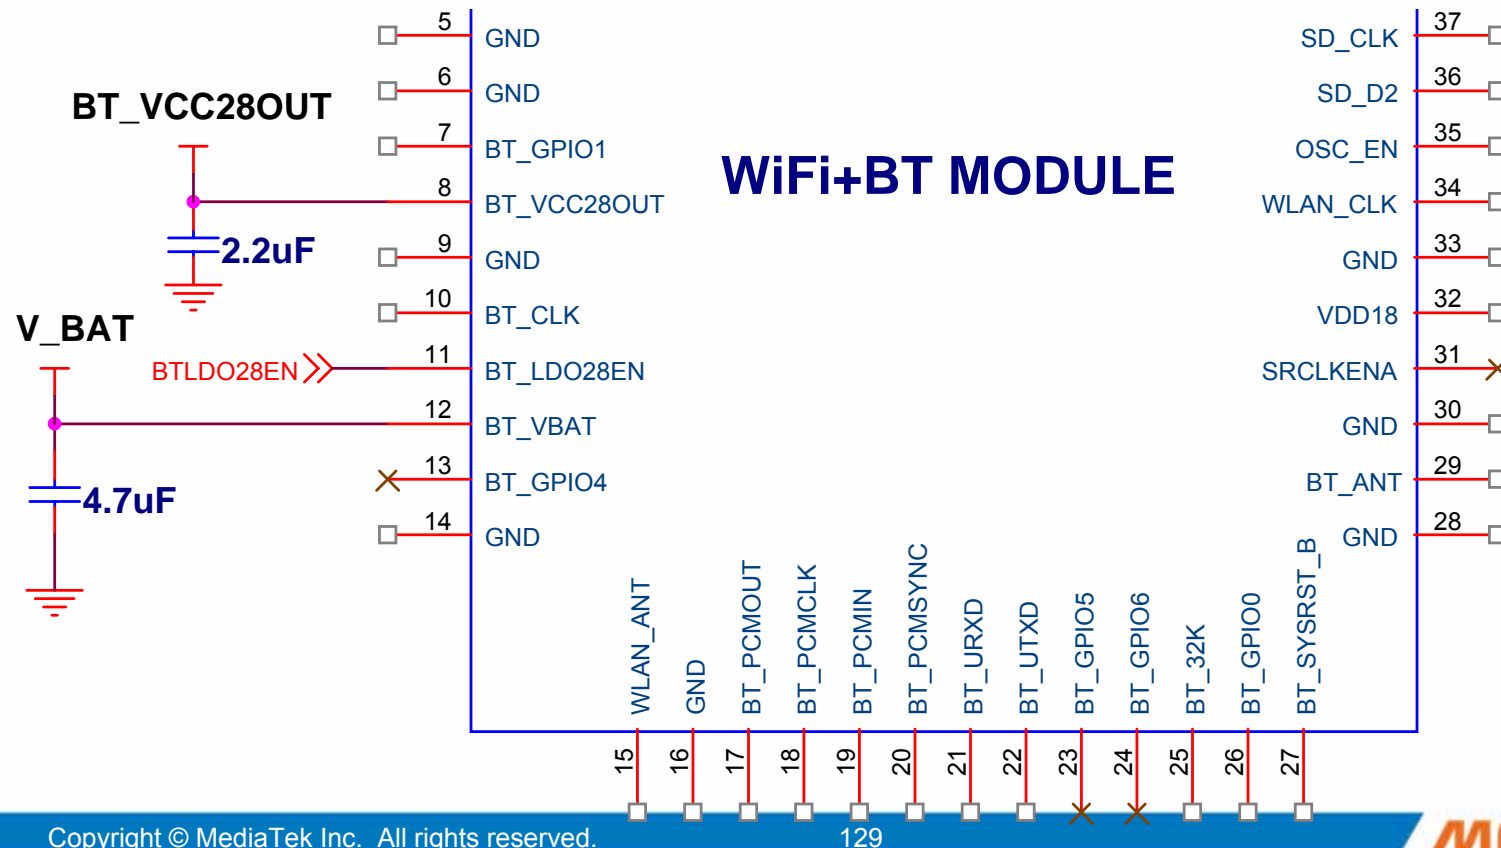 BT_VCC28OUT
2.2uF
V_BAT
BTLDO28EN
4.7uF
WiFi+BT MODULE
5 GND
6 GND
7 BT_GPIO1
8 BT_VCC28OUT
9 GND
10 BT_CLK
11 BT_LDO28EN
12 BT_VBAT
13 BT_GPIO4
14 GND
SD_CLK 37
SD_D2 36
OSC_EN 35
WLAN_CLK 34
GND 33
VDD18 32
SRCLKENA 31
GND 30
BT_ANT 29
GND 28
WLAN_ANT 15
GND 16
BT_PCMOUT 17
BT_PCMCLK 18
BT_PCMIN 19
BT_PCMSYNC 20
BT_URXD 21
BT_UTXD 22
BT_GPIO5 23
BT_GPIO6 24
BT_32K 25
BT_GPIO0 26
BT_SYSRST_B 27
Copyright © MediaTek Inc. All rights reserved.
129